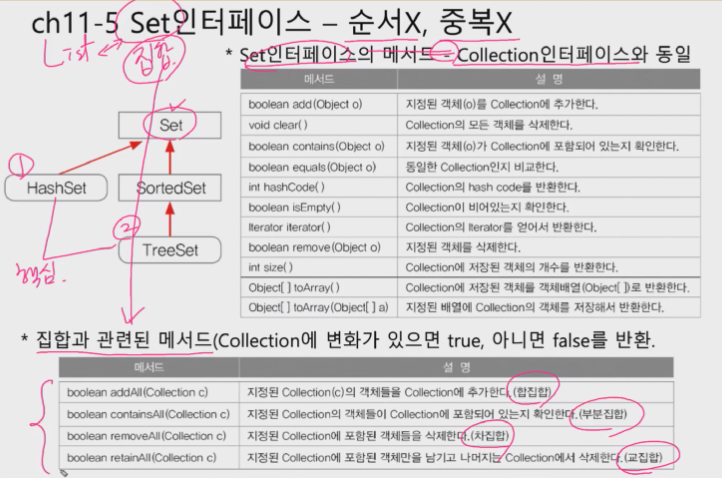 ch11-5 Set인터페이스 – 순서X, 중복X
List
집합
* Set인터페이스의 메서드 - Collection인터페이스와 동일
Set
①
HashSet
SortedSet
②
TreeSet
핵심.
메서드 설 명
boolean add(Object o) 지정된 객체(o)를 Collection에 추가한다.
void clear( ) Collection의 모든 객체를 삭제한다.
boolean contains(Object o) 지정된 객체(o)가 Collection에 포함되어 있는지 확인한다.
boolean equals(Object o) 동일한 Collection인지 비교한다.
int hashCode( ) Collection의 hash code를 반환한다.
boolean isEmpty( ) Collection이 비어있는지 확인한다.
Iterator iterator( ) Collection의 Iterator를 얻어서 반환한다.
boolean remove(Object o) 지정된 객체를 삭제한다.
int size( ) Collection에 저장된 객체의 개수를 반환한다.
Object[ ] toArray( ) Collection에 저장된 객체를 객체배열(Object[ ])로 반환한다.
Object[ ] toArray(Object[ ] a) 지정된 배열에 Collection의 객체를 저장해서 반환한다.
* 집합과 관련된 메서드(Collection에 변화가 있으면 true, 아니면 false를 반환.
메서드 설 명
boolean addAll(Collection c) 지정된 Collection(c)의 객체들을 Collection에 추가한다.(합집합)
boolean containsAll(Collection c) 지정된 Collection의 객체들이 Collection에 포함되어 있는지 확인한다.(부분집합)
boolean removeAll(Collection c) 지정된 Collection에 포함된 객체들을 삭제한다.(차집합)
boolean retainAll(Collection c) 지정된 Collection에 포함된 객체만을 남기고 나머지는 Collection에서 삭제한다.(교집합)